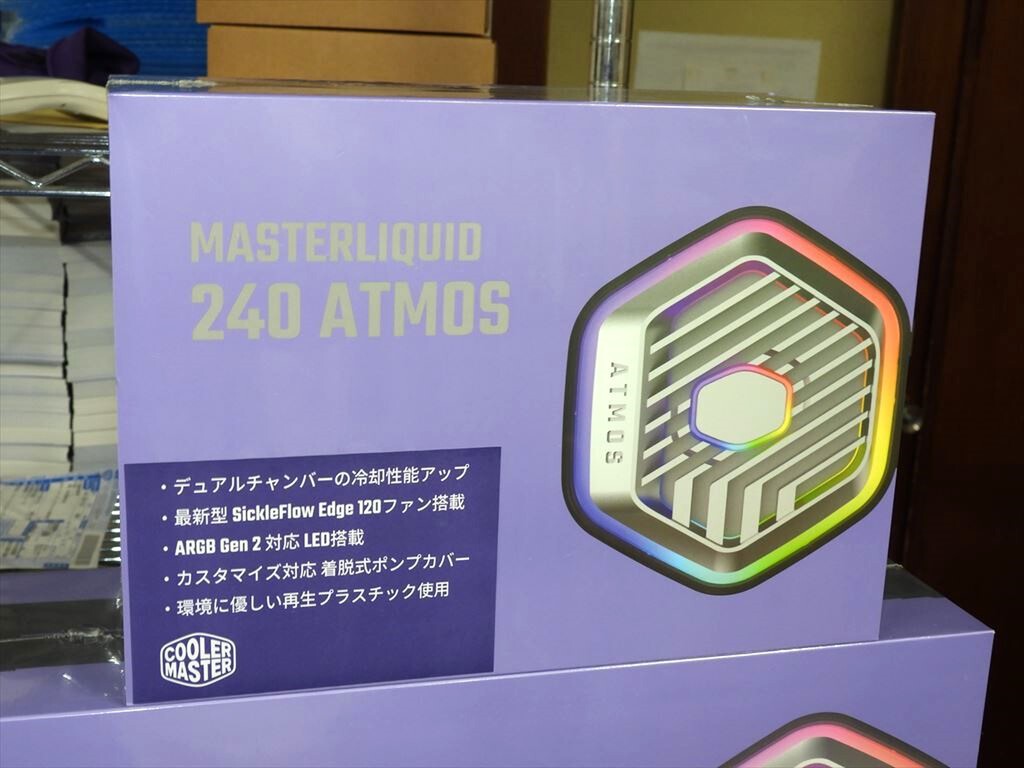 MASTERLIQUID
240 ATMOS
ATMOS
・デュアルチャンバーの冷却性能アップ
・最新型 SickleFlow Edge 120ファン搭載
・ARGB Gen 2 対応 LED搭載
・カスタマイズ対応 着脱式ポンプカバー
・環境に優しい再生プラスチック使用
COOLER
MASTER